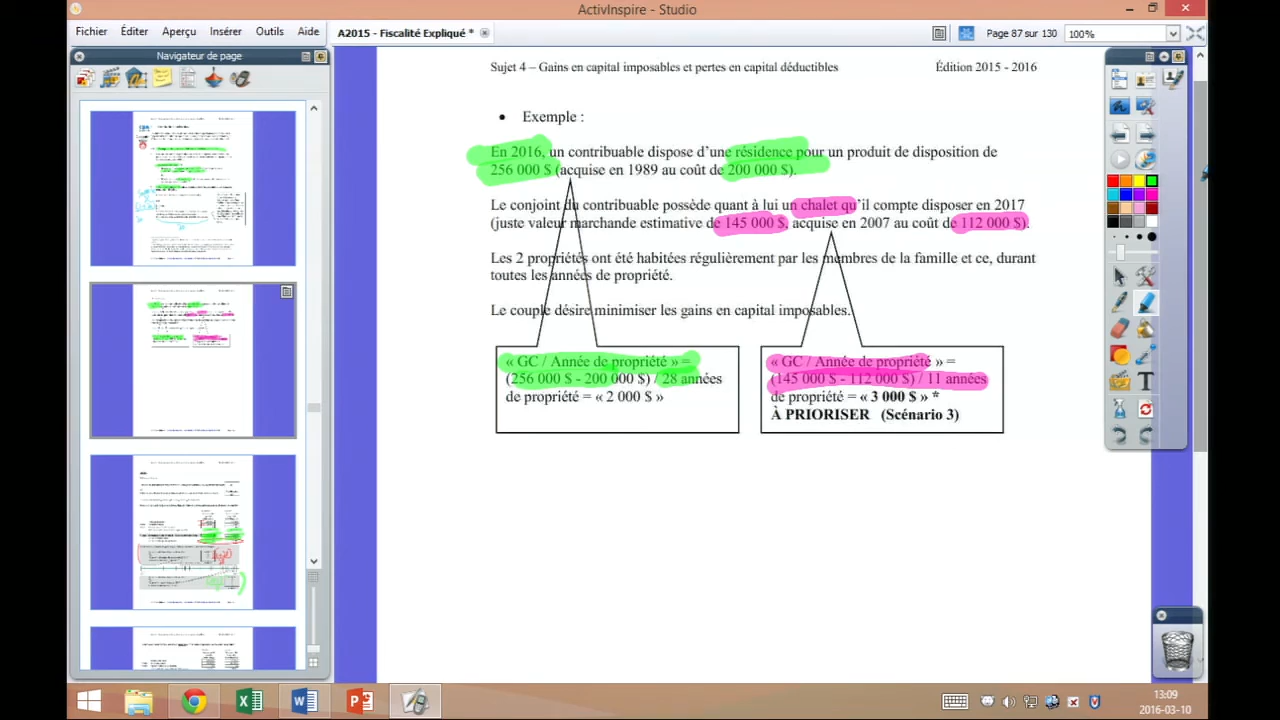 ActivInspire - Studio
Fichier Éditer Aperçu Insérer Outils Aide
A2015 - Fiscalité Expliqué *
Page 87 sur 130
100%
Navigateur de page
Sujet 4 – Gains en capital imposables et pertes en capital déductibles Édition 2015 - 2016
• Exemple :
En 2016, un contribuable dispose d'une résidence pour un produit de disposition de
256 000 $ (acquise en 1989 au coût de 200 000 $).
Le conjoint du contribuable possède quant à lui un chalet qu'il compte disposer en 2017
(juste valeur marchande estimative de 145 000 $, acquise en au coût de 112 000 $).
Les 2 propriétés ont été habitées régulièrement par les membres de la famille et ce, durant
toutes les années de propriété.
Le couple désire minimiser les gains en capital imposables.
« GC / Année de propriété » =
(256 000 $ - 200 000 $) / 28 années
de propriété = « 2 000 $ »
« GC / Année de propriété » =
(145 000 $ - 112 000 $) / 11 années
de propriété = « 3 000 $ » *
À PRIORISER (Scénario 3)
13:09
2016-03-10